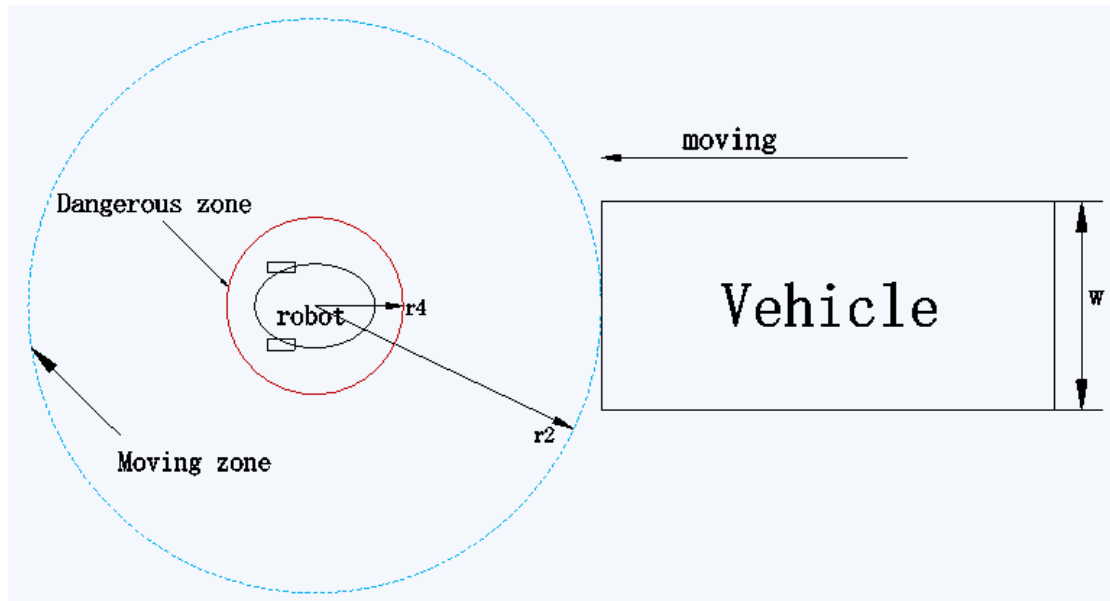 moving
Dangerous zone
Vehicle
w
robot
r4
r2
Moving zone